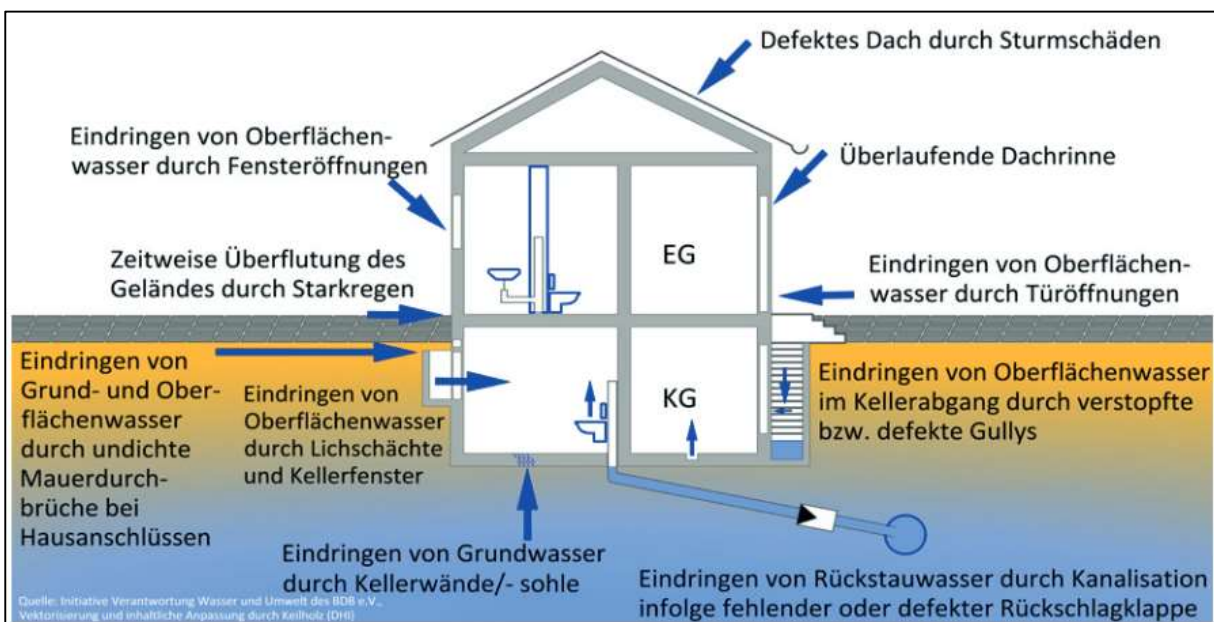 Defektes Dach durch Sturmschäden
Eindringen von Oberflächen-
wasser durch Fensteröffnungen
Überlaufende Dachrinne
Zeitweise Überflutung des
Geländes durch Starkregen
EG
Eindringen von Oberflächen-
wasser durch Türöffnungen
Eindringen von
Grund- und Ober-
flächenwasser
durch undichte
Mauerdurch-
brüche bei
Hausanschlüssen
Eindringen von
Oberflächenwasser
durch Lichschächte
und Kellerfenster
KG
Eindringen von Oberflächenwasser
im Kellerabgang durch verstopfte
bzw. defekte Gullys
Eindringen von Grundwasser
durch Kellerwände/- sohle
Eindringen von Rückstauwasser durch Kanalisation
infolge fehlender oder defekter Rückschlagklappe
Quelle: Initiative Verantwortung Wasser und Umwelt des BDB e.V.,
Vektorisierung und inhaltliche Anpassung durch Keilholz (DHI)